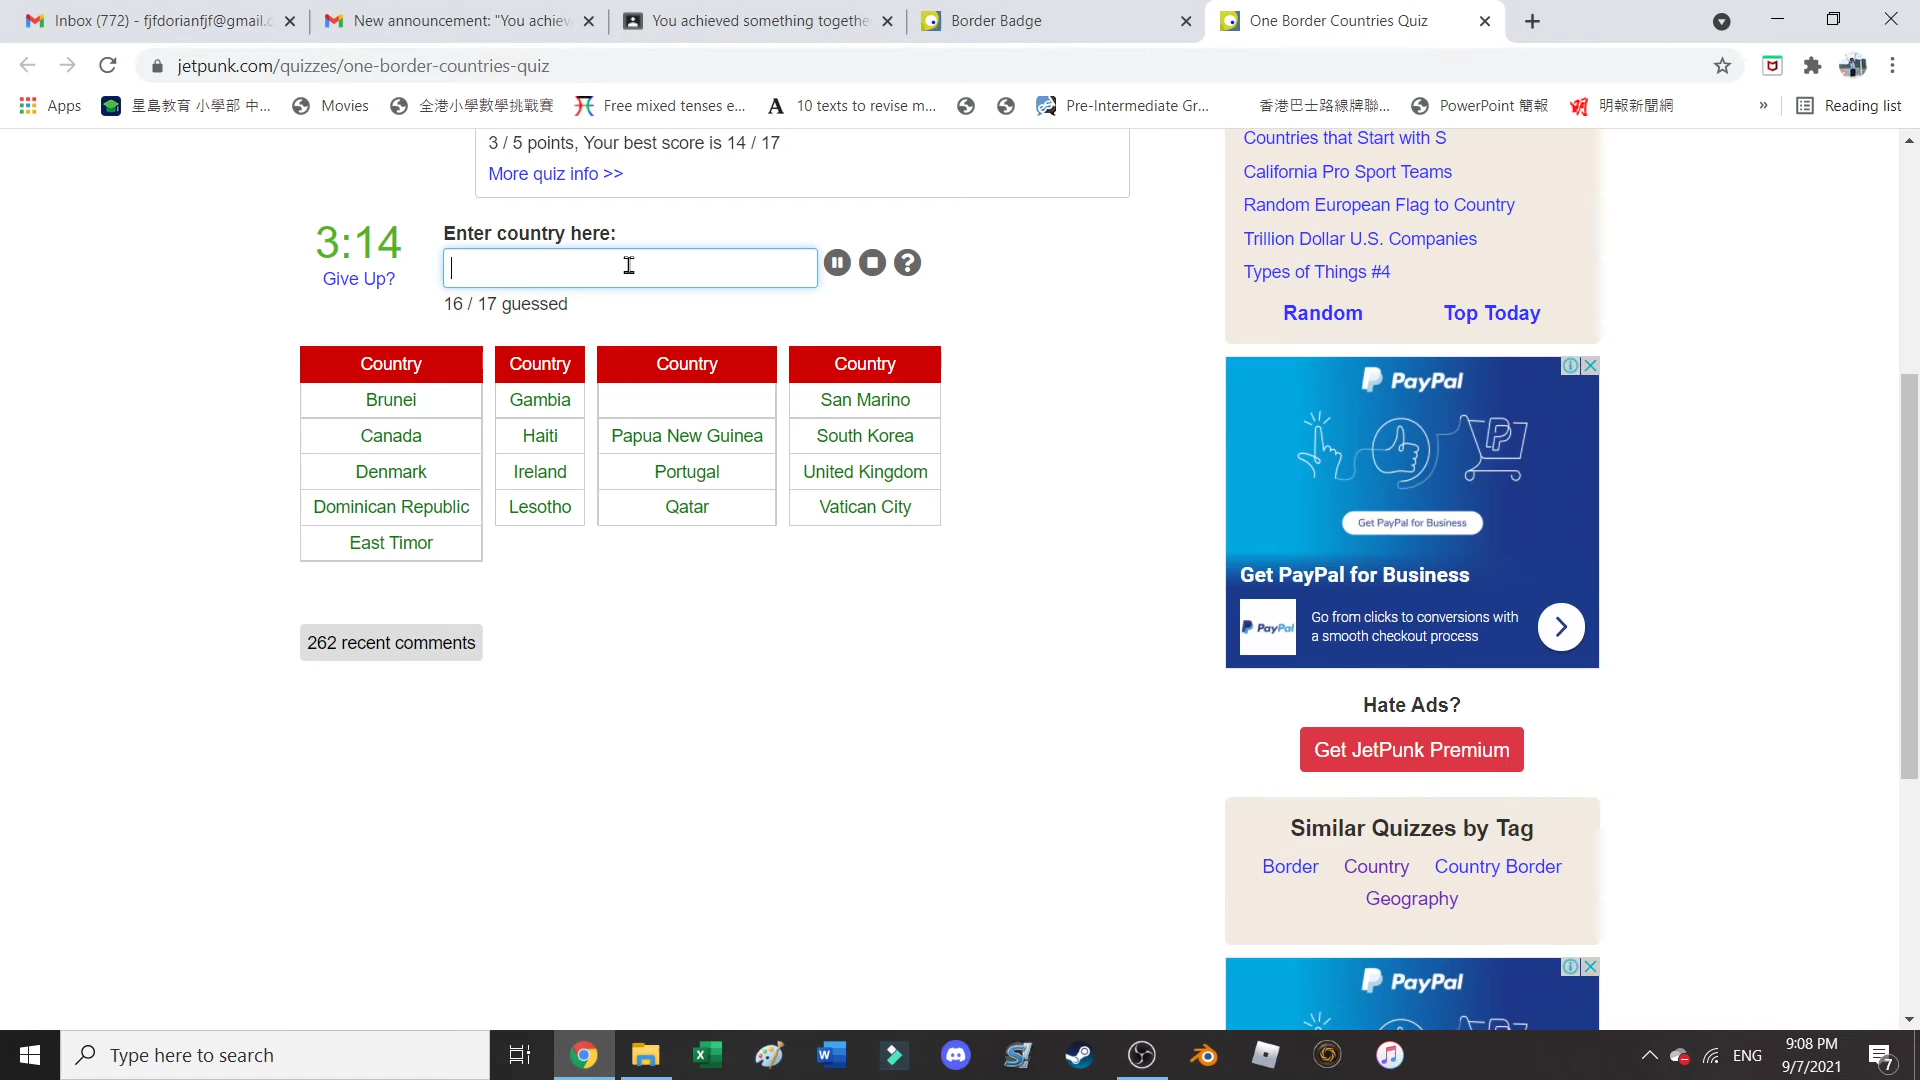 Inbox (772) - fjfdorianfjf@gmail.c
New announcement: "You achiev
You achieved something togethe
Border Badge
One Border Countries Quiz
jetpunk.com/quizzes/one-border-countries-quiz
Apps
星島教育 小學部 中...
Movies
全港小學數學挑戰賽
Free mixed tenses e...
10 texts to revise m...
Pre-Intermediate Gr...
香港巴士路線牌聯...
PowerPoint 簡報
明報新聞網
»
Reading list
3 / 5 points, Your best score is 14 / 17
More quiz info >>
3:14
Give Up?
Enter country here:
16 / 17 guessed
Country
Brunei
Canada
Denmark
Dominican Republic
East Timor
Country
Gambia
Haiti
Ireland
Lesotho
Country
Papua New Guinea
Portugal
Qatar
Country
San Marino
South Korea
United Kingdom
Vatican City
262 recent comments
Countries that Start with S
California Pro Sport Teams
Random European Flag to Country
Trillion Dollar U.S. Companies
Types of Things #4
Random
Top Today
PayPal
Get PayPal for Business
Get PayPal for Business
PayPal
Go from clicks to conversions with
a smooth checkout process
Hate Ads?
Get JetPunk Premium
Similar Quizzes by Tag
Border Country Country Border
Geography
PayPal
Type here to search
ENG
9:08 PM
9/7/2021
7